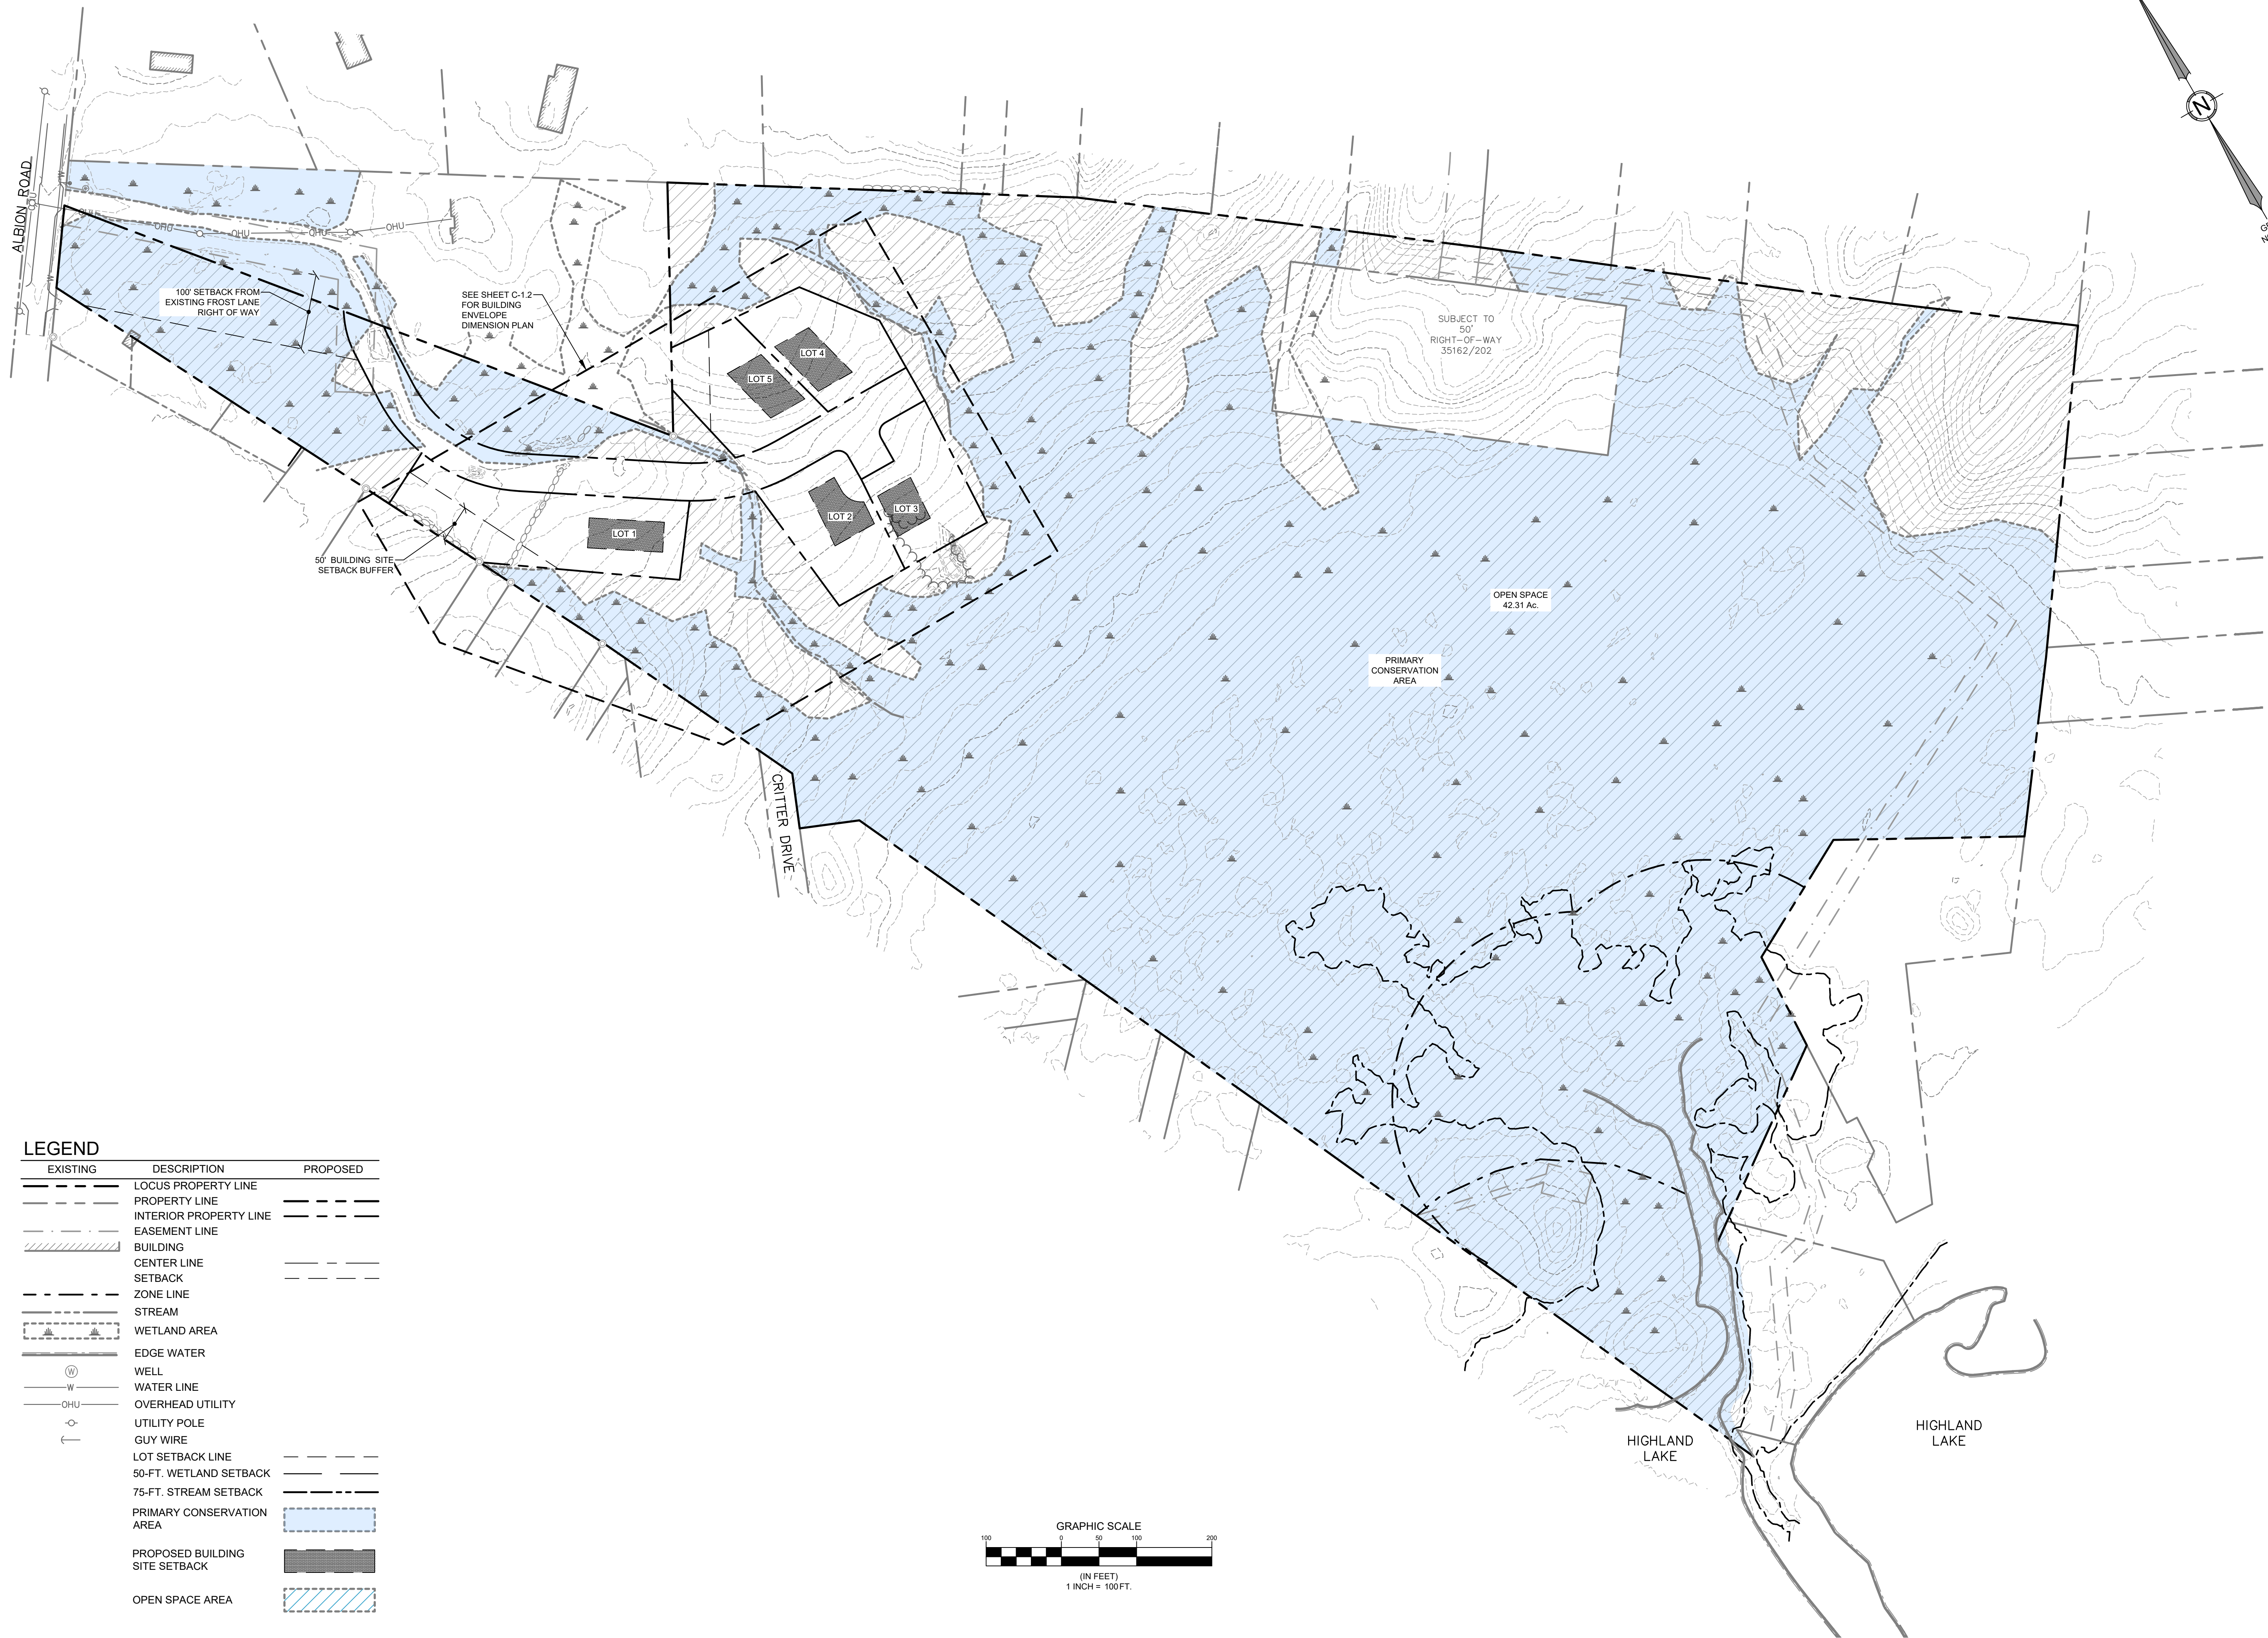 ALBION ROAD
W
OHU
OHU
OHU
OHU
OHU
OHU
W
N
100' SETBACK FROM
EXISTING FROST LANE
RIGHT OF WAY
SEE SHEET C-1.2
FOR BUILDING
ENVELOPE
DIMENSION PLAN
LOT 4
LOT 5
LOT 2
LOT 3
LOT 1
50' BUILDING SITE
SETBACK BUFFER
SUBJECT TO
50'
RIGHT-OF-WAY
35162/202
OPEN SPACE
42.31 Ac.
PRIMARY
CONSERVATION
AREA
CRITTER DRIVE
HIGHLAND
LAKE
HIGHLAND
LAKE
LEGEND
EXISTING DESCRIPTION PROPOSED
LOCUS PROPERTY LINE
PROPERTY LINE
INTERIOR PROPERTY LINE
EASEMENT LINE
BUILDING
CENTER LINE
SETBACK
ZONE LINE
STREAM
WETLAND AREA
EDGE WATER
W WELL
W WATER LINE
OHU OVERHEAD UTILITY
UTILITY POLE
GUY WIRE
LOT SETBACK LINE
50-FT. WETLAND SETBACK
75-FT. STREAM SETBACK
PRIMARY CONSERVATION
AREA
PROPOSED BUILDING
SITE SETBACK
OPEN SPACE AREA
GRAPHIC SCALE
100 0 50 100 200
(IN FEET)
1 INCH = 100 FT.